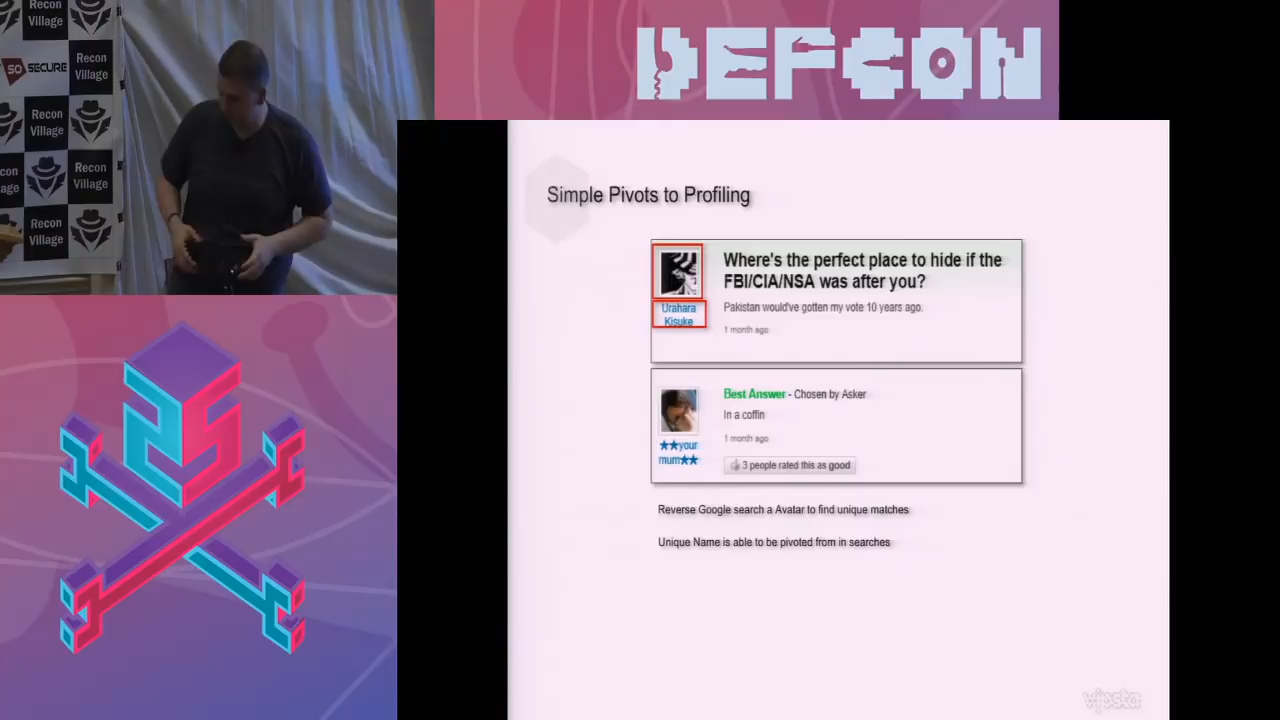 Recon
Village
Recon
Village
SO SECURE
Recon
Village
Recon
Village
Recon
Village
Recon
Village
DEFCON
Simple Pivots to Profiling
Where's the perfect place to hide if the
FBI/CIA/NSA was after you?
Pakistan would've gotten my vote 10 years ago.
1 month ago
Urahara
Kisuke
Best Answer - Chosen by Asker
In a coffin
1 month ago
★★your
mum★★
3 people rated this as good
Reverse Google search a Avatar to find unique matches
Unique Name is able to be pivoted from in searches